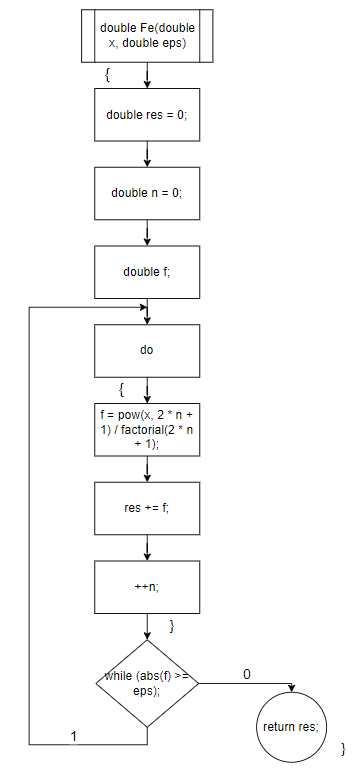 double Fe(double
x, double eps)
{
double res = 0;
double n = 0;
double f;
do
{
f = pow(x, 2 * n +
1) / factorial(2 * n
+ 1);
res += f;
++n;
}
while (abs(f) >=
eps);
0
1
return res;
}